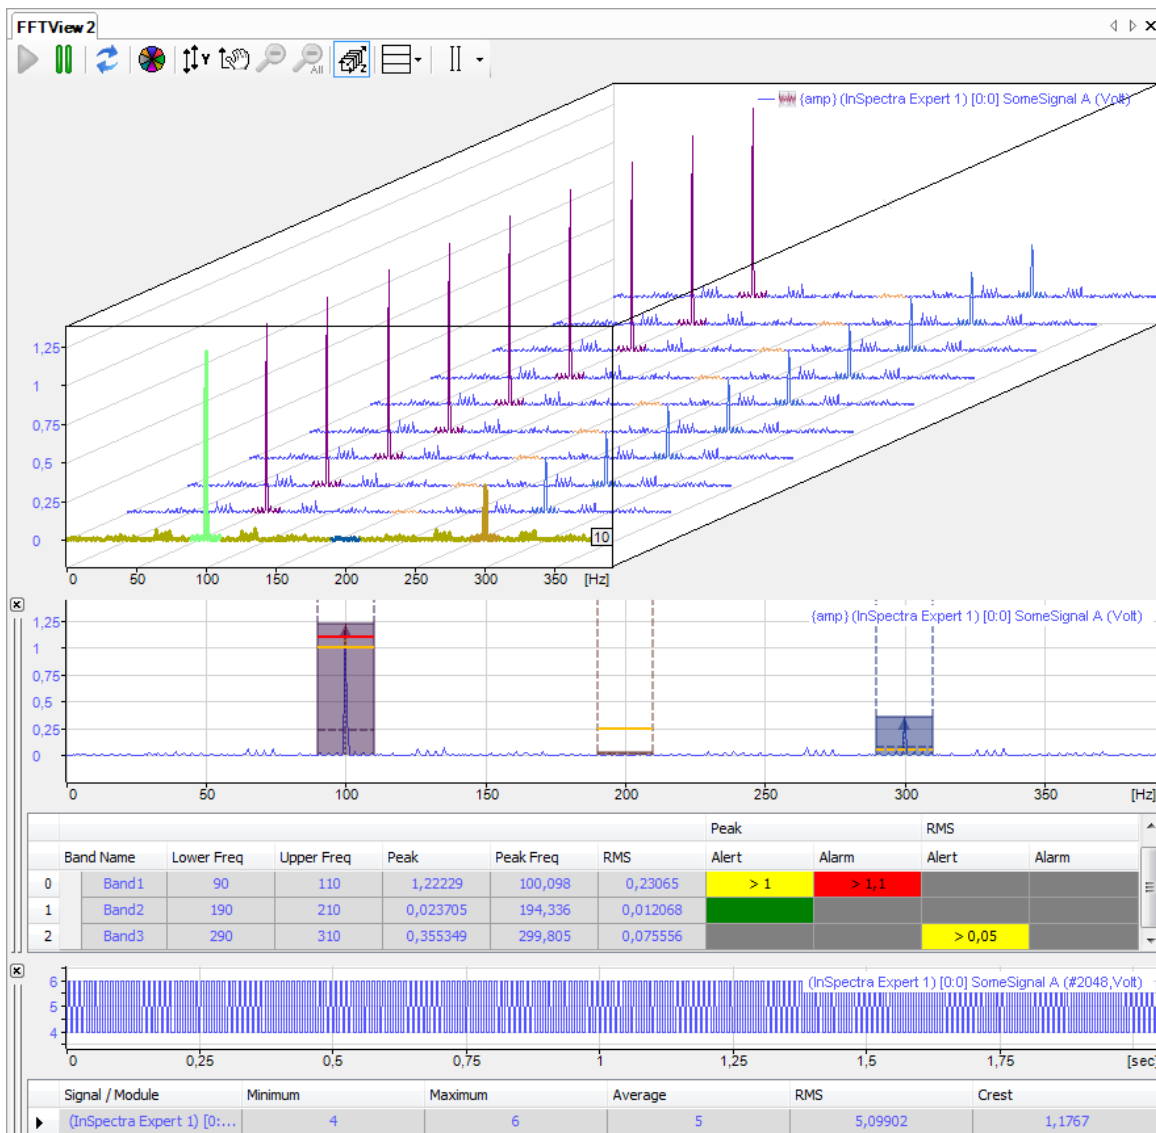 FFTView 2
Y All Z
{amp} (InSpectra Expert 1) [0:0] SomeSignal A (Volt)
1,25
1
0,75
0,5
0,25
0
10
0 50 100 150 200 250 300 350 [Hz]
{amp} (InSpectra Expert 1) [0:0] SomeSignal A (Volt)
1,25
1
0,75
0,5
0,25
0
0 50 100 150 200 250 300 350 [Hz]
Peak RMS
Band Name Lower Freq Upper Freq Peak Peak Freq RMS Alert Alarm Alert Alarm
0 Band1 90 110 1,22229 100,098 0,23065 > 1 > 1,1
1 Band2 190 210 0,023705 194,336 0,012068
2 Band3 290 310 0,355349 299,805 0,075556 > 0,05
(InSpectra Expert 1) [0:0] SomeSignal A (#2048,Volt)
6
5
4
0 0,25 0,5 0,75 1 1,25 1,5 1,75 [sec]
Signal / Module Minimum Maximum Average RMS Crest
(InSpectra Expert 1) [0:... 4 6 5 5,09902 1,1767